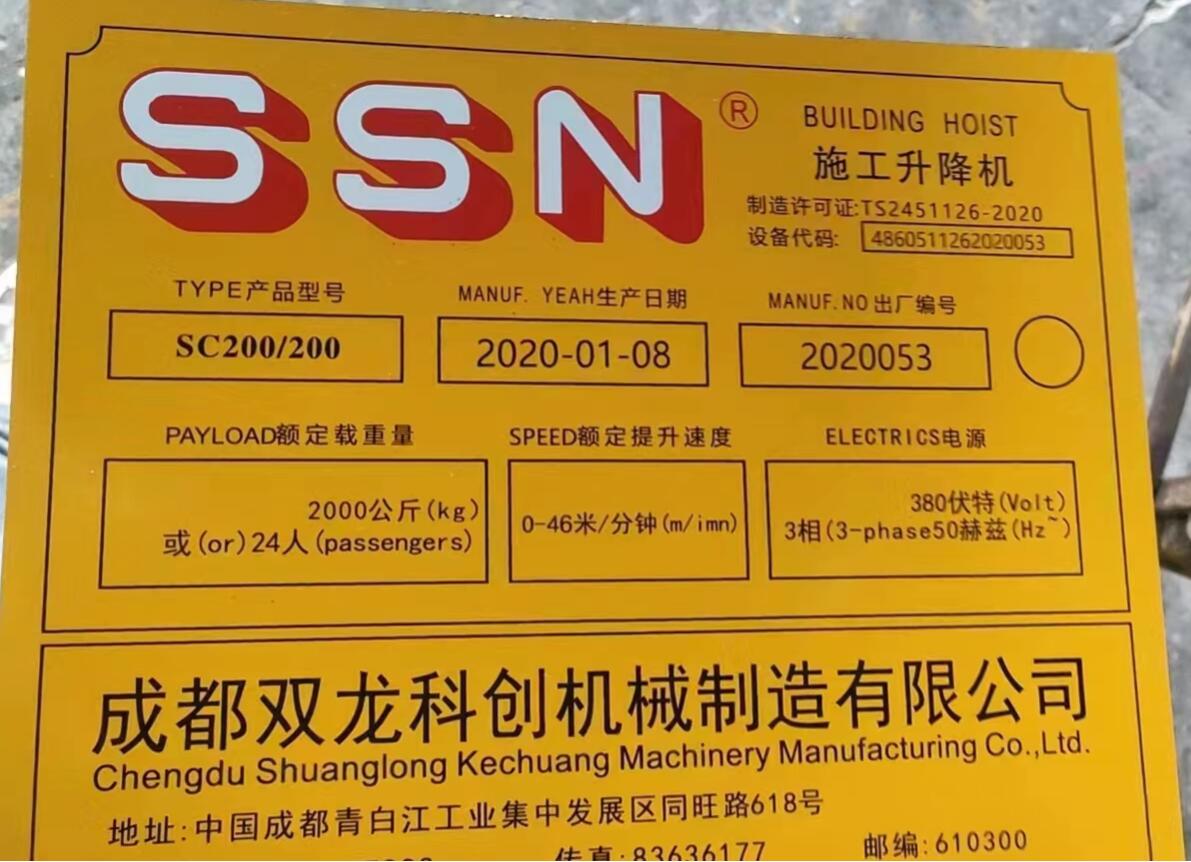 SSN®
BUILDING HOIST
施工升降机
制造许可证:TS2451126-2020
设备代码: 4860511262020053
TYPE产品型号 MANUF. YEAH生产日期 MANUF.NO出厂编号
SC200/200 2020-01-08 2020053
PAYLOAD额定载重量 SPEED额定提升速度 ELECTRICS电源
2000公斤(kg)
或(or)24人(passengers)
0-46米/分钟(m/imn)
380伏特(Volt)
3相(3-phase50赫兹(Hz~)
成都双龙科创机械制造有限公司
Chengdu Shuanglong Kechuang Machinery Manufacturing Co.,Ltd.
地址:中国成都青白江工业集中发展区同旺路618号
传真:83636177 邮编:610300